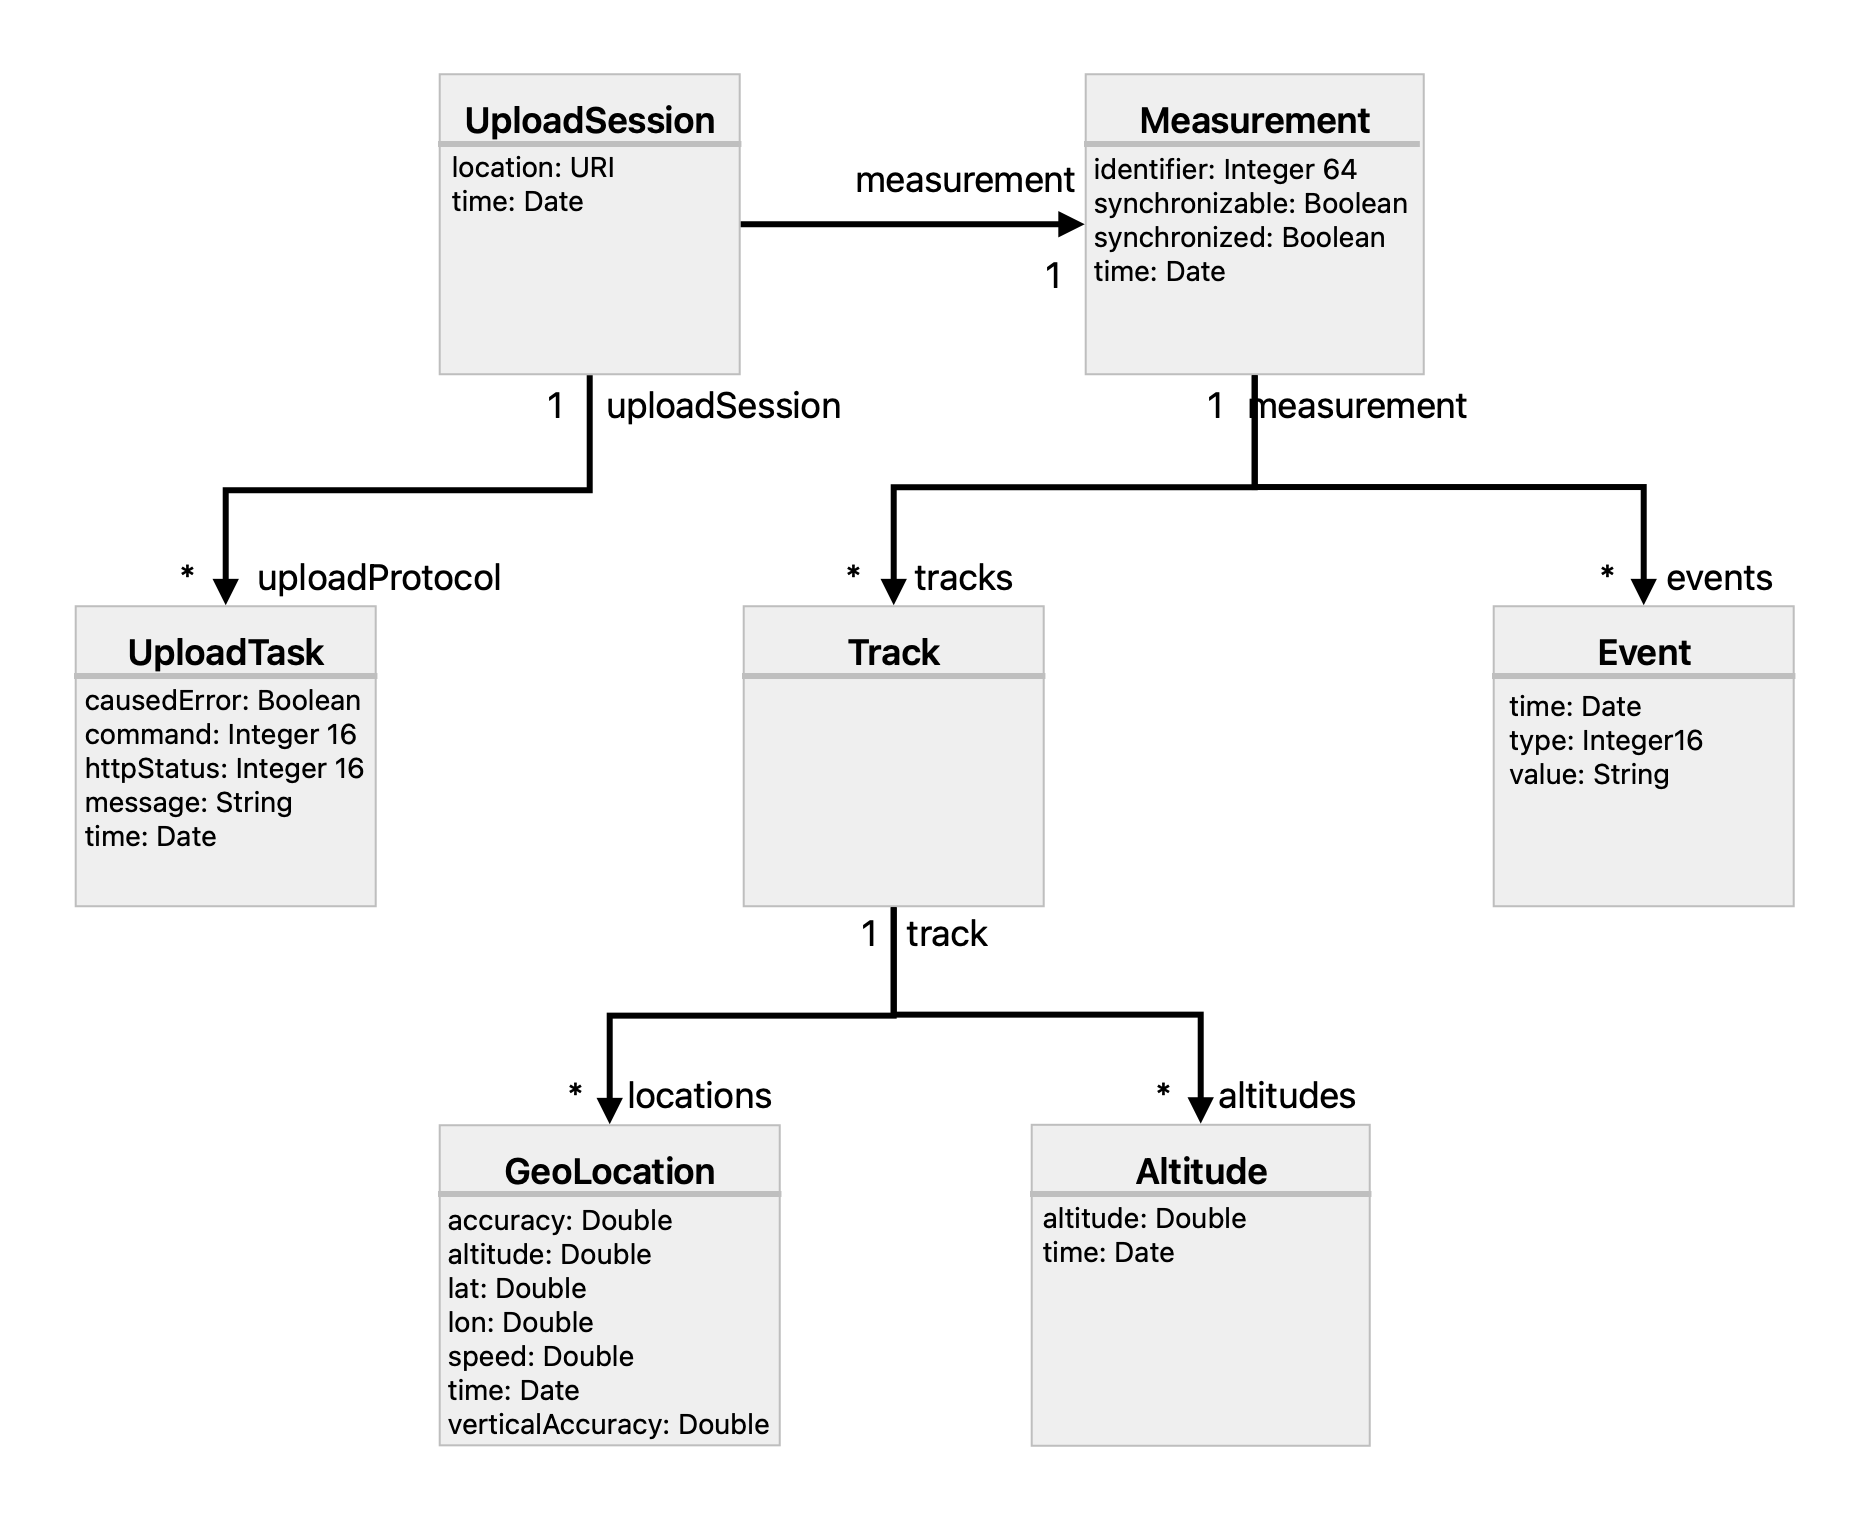 UploadSession
location: URI
time: Date
measurement
1
Measurement
identifier: Integer 64
synchronizable: Boolean
synchronized: Boolean
time: Date
1 uploadSession
1 measurement
* uploadProtocol
* tracks
* events
UploadTask
causedError: Boolean
command: Integer 16
httpStatus: Integer 16
message: String
time: Date
Track
Event
time: Date
type: Integer16
value: String
1 track
* locations
* altitudes
GeoLocation
accuracy: Double
altitude: Double
lat: Double
lon: Double
speed: Double
time: Date
verticalAccuracy: Double
Altitude
altitude: Double
time: Date